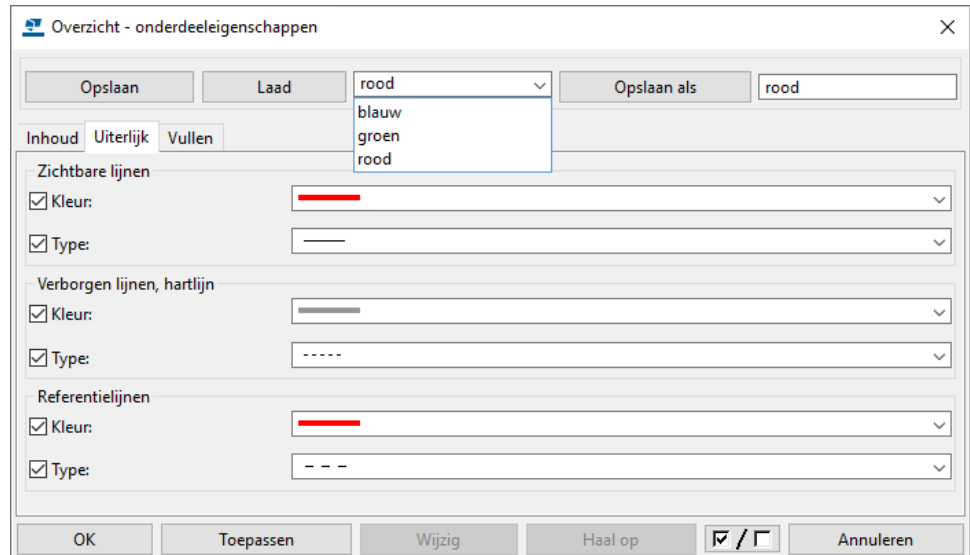 Overzicht - onderdeeleigenschappen
Opslaan Laad rood Opslaan als rood
blauw
groen
rood
Inhoud Uiterlijk Vullen
Zichtbare lijnen
Kleur:
Type:
Verborgen lijnen, hartlijn
Kleur:
Type:
Referentielijnen
Kleur:
Type:
OK Toepassen Wijzig Haal op / Annuleren